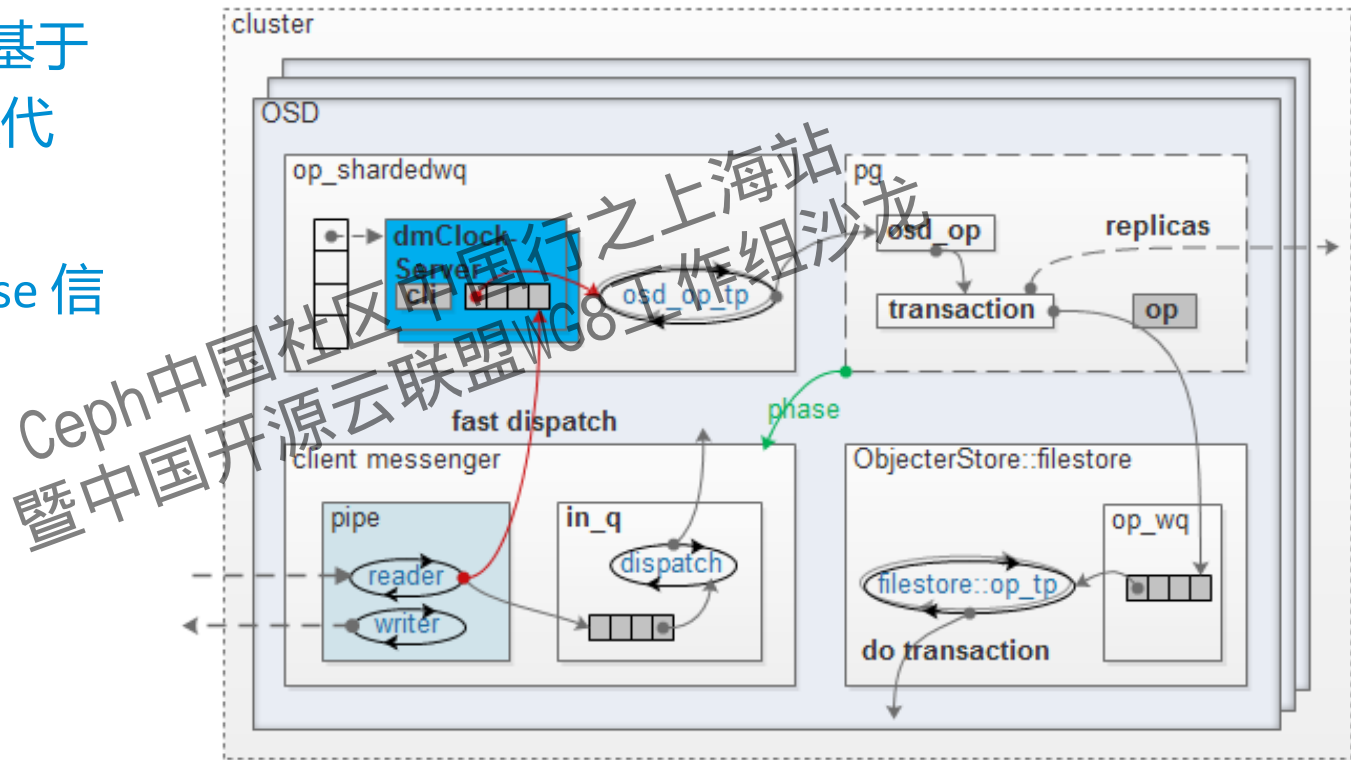 基于
代
se 信
cluster
OSD
op_shardedwq
dmClock
Server
cli
osd_op_tp
pg
osd_op
replicas
transaction
op
phase
fast dispatch
client messenger
pipe
reader
writer
in_q
dispatch
ObjecterStore::filestore
op_wq
filestore::op_tp
do transaction
Ceph中国社区中国行之上海站
暨中国开源云联盟WG8工作组沙龙